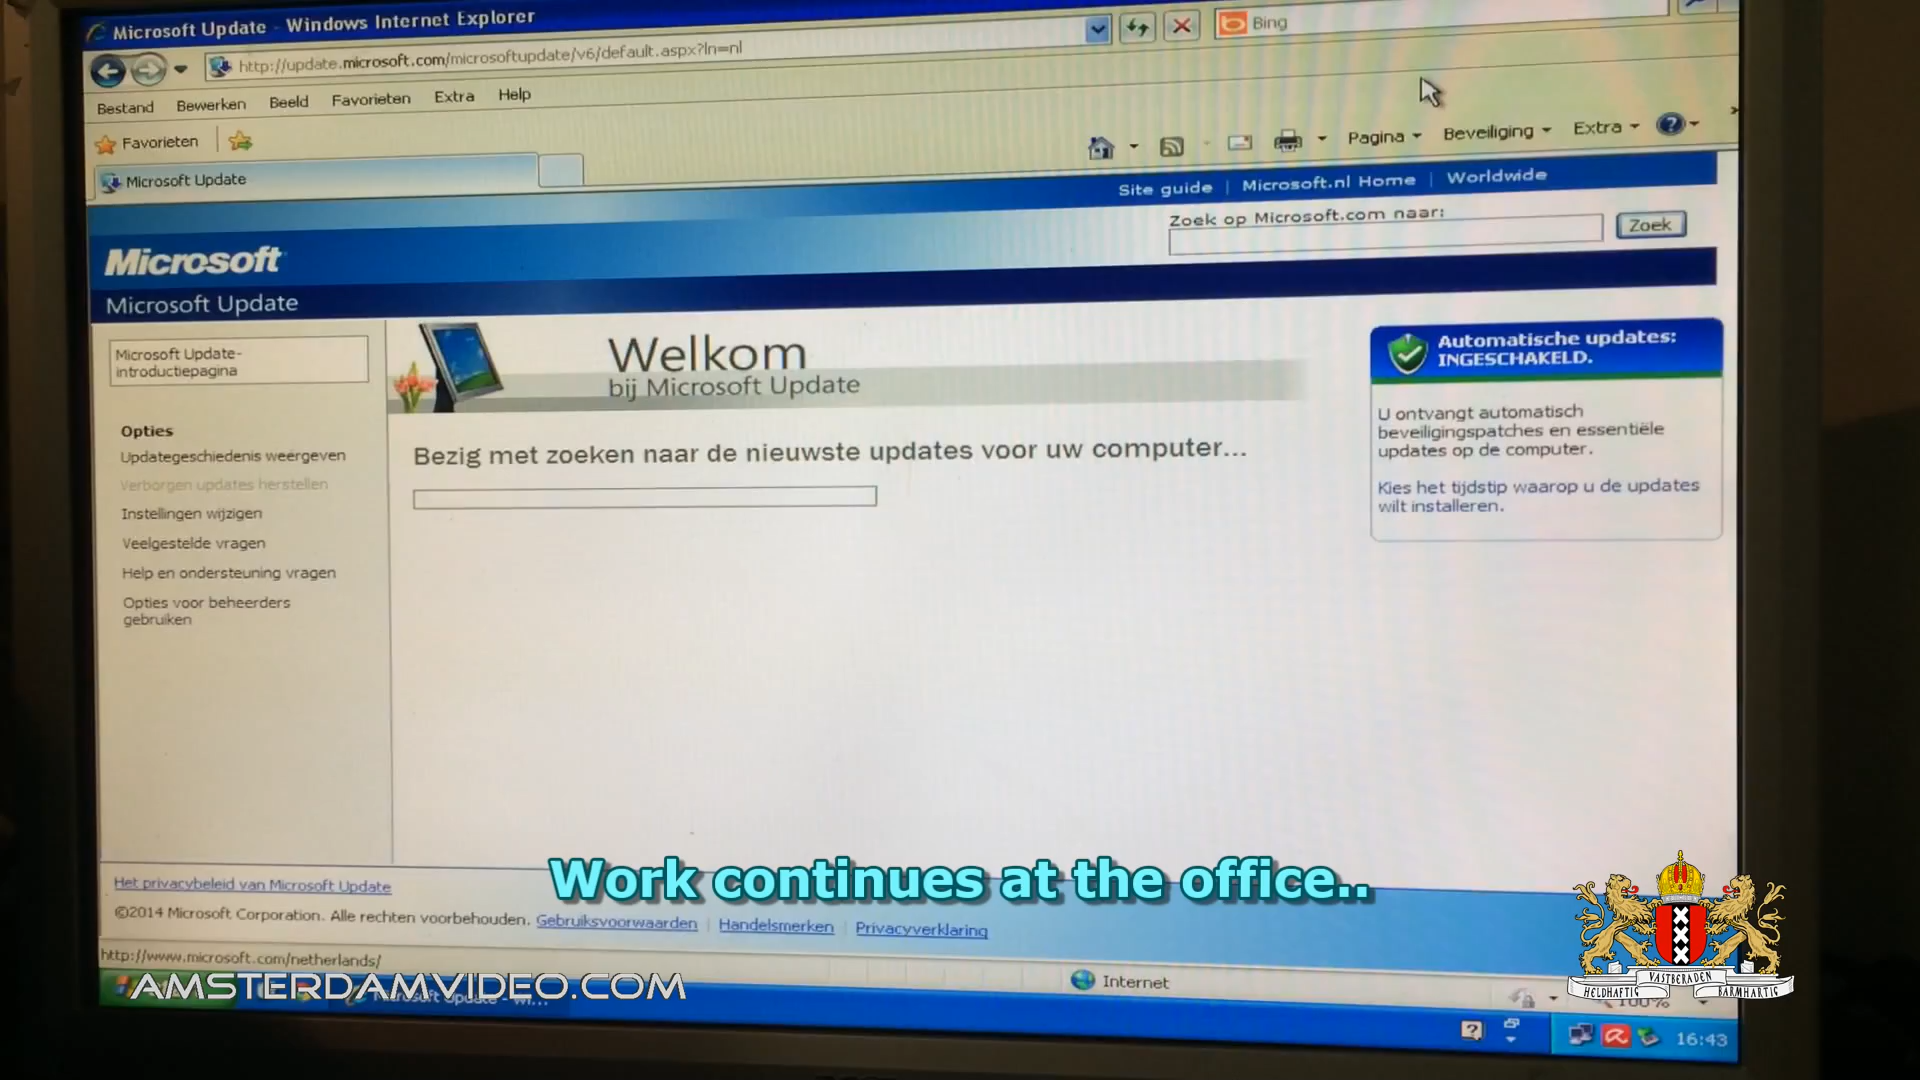 Microsoft Update - Windows Internet Explorer
http://update.microsoft.com/microsoftupdate/v6/default.aspx?ln=nl
Bing
Bestand Bewerken Beeld Favorieten Extra Help
Favorieten
Pagina Beveiliging Extra
Microsoft Update
Site guide | Microsoft.nl Home | Worldwide
Zoek op Microsoft.com naar:
Zoek
Microsoft
Microsoft Update
Microsoft Update-
introductiepagina
Opties
Updategeschiedenis weergeven
Verborgen updates herstellen
Instellingen wijzigen
Veelgestelde vragen
Help en ondersteuning vragen
Opties voor beheerders
gebruiken
Welkom
bij Microsoft Update
Bezig met zoeken naar de nieuwste updates voor uw computer...
Automatische updates:
INGESCHAKELD.
U ontvangt automatisch
beveiligingspatches en essentiële
updates op de computer.
Kies het tijdstip waarop u de updates
wilt installeren.
Work continues at the office..
Het privacybeleid van Microsoft Update
©2014 Microsoft Corporation. Alle rechten voorbehouden. Gebruiksvoorwaarden | Handelsmerken | Privacyverklaring
http://www.microsoft.com/netherlands/
Internet
100%
AMSTERDAMVIDEO.COM
HELDHAFTIG VASTBERADEN BARMHARTIG
16:43